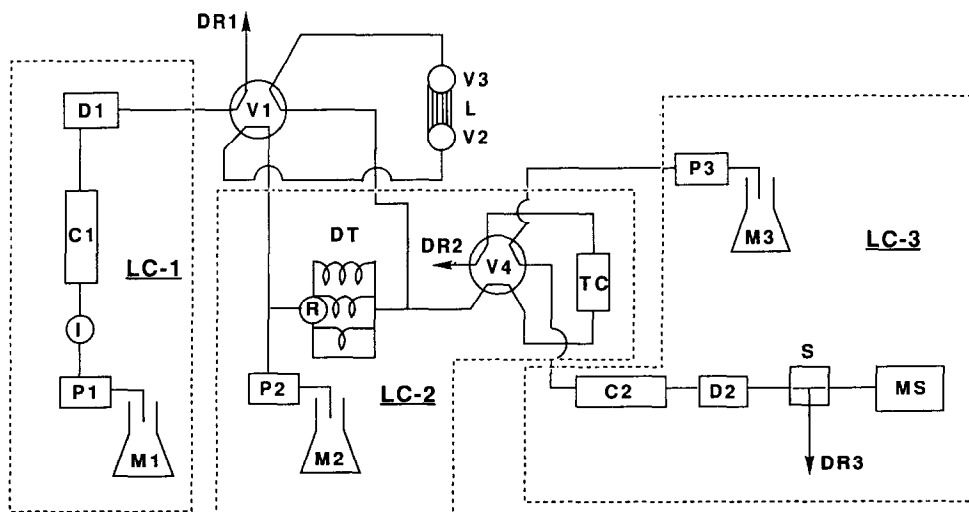 DR1
V3
D1
V1
L
V2
P3
C1
DT
DR2
M3
LC-1
V4
LC-3
TC
I
R
S
P1
P2
LC-2
C2
D2
MS
M1
M2
DR3